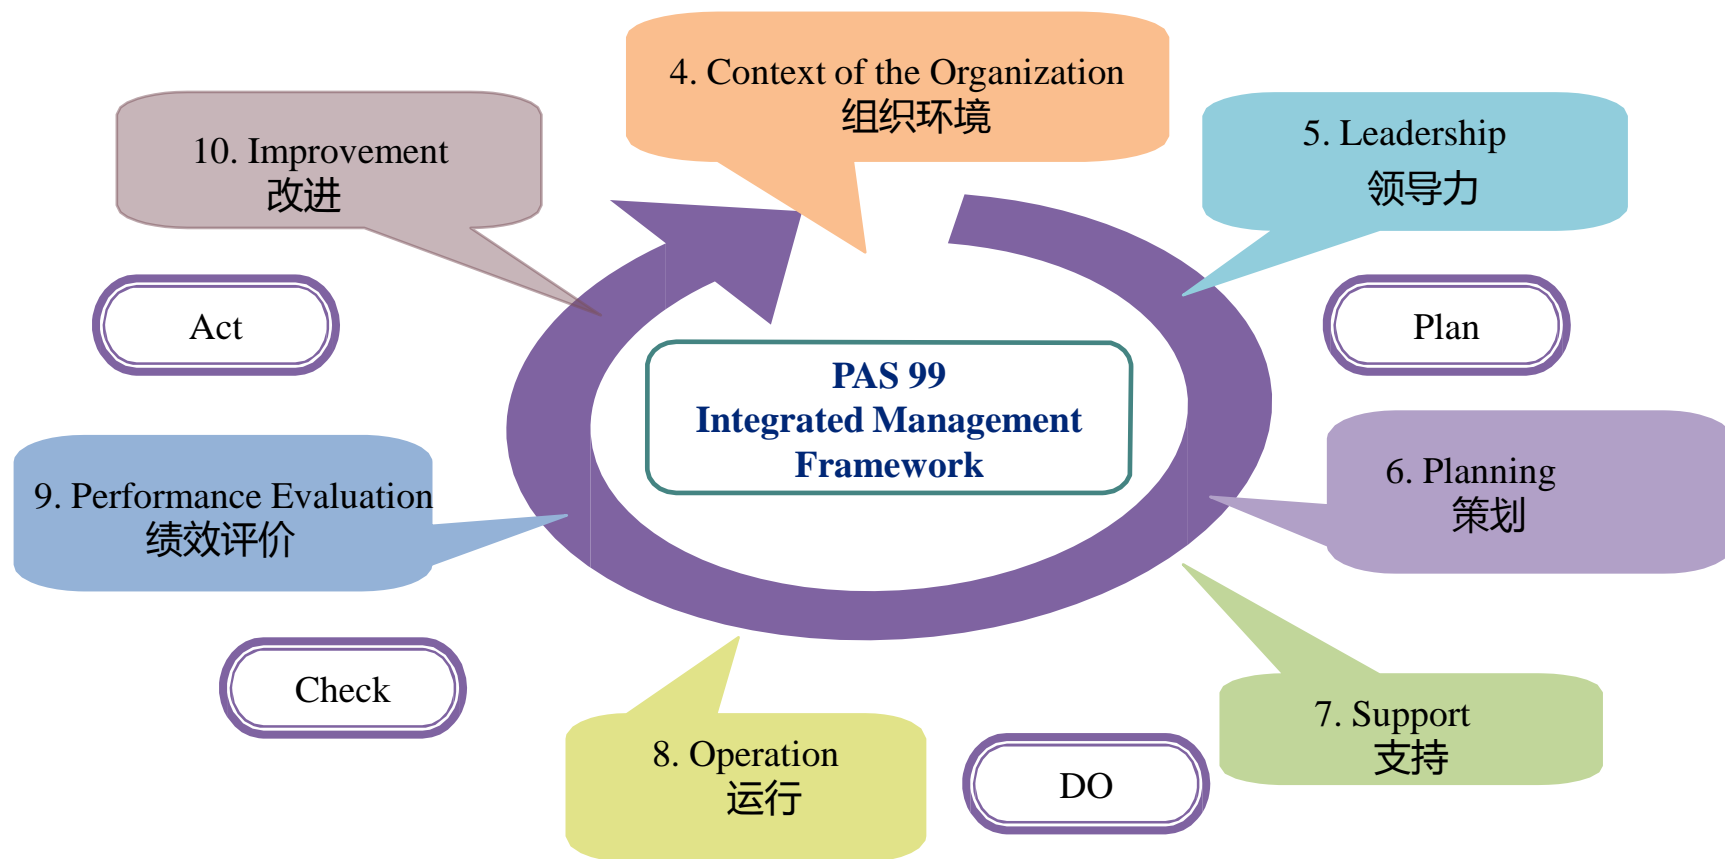 4. Context of the Organization
组织环境
5. Leadership
领导力
Plan
6. Planning
策划
7. Support
支持
DO
8. Operation
运行
Check
9. Performance Evaluation
绩效评价
Act
10. Improvement
改进
PAS 99
Integrated Management
Framework